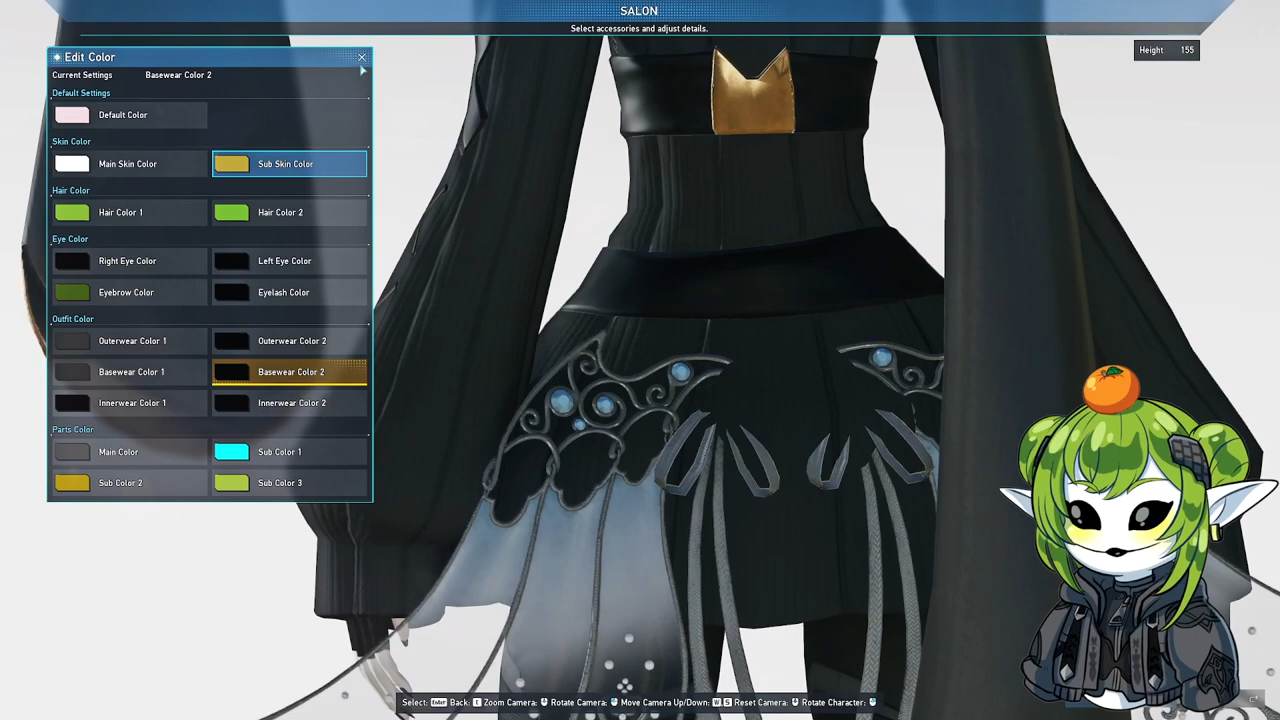 SALON
Select accessories and adjust details.
Height 155
Edit Color
Current Settings Basewear Color 2
Default Settings
Default Color
Skin Color
Main Skin Color Sub Skin Color
Hair Color
Hair Color 1 Hair Color 2
Eye Color
Right Eye Color Left Eye Color
Eyebrow Color Eyelash Color
Outfit Color
Outerwear Color 1 Outerwear Color 2
Basewear Color 1 Basewear Color 2
Innerwear Color 1 Innerwear Color 2
Parts Color
Main Color Sub Color 1
Sub Color 2 Sub Color 3
Select: Enter Back: Zoom Camera: Rotate Camera: Move Camera Up/Down: W S Reset Camera: Rotate Character: